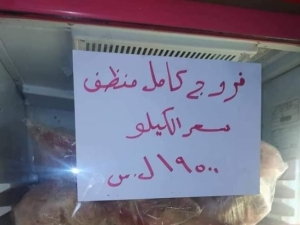 فروج كامل منظف
سعر الكيلو
١٩٥٠٠ ل.س